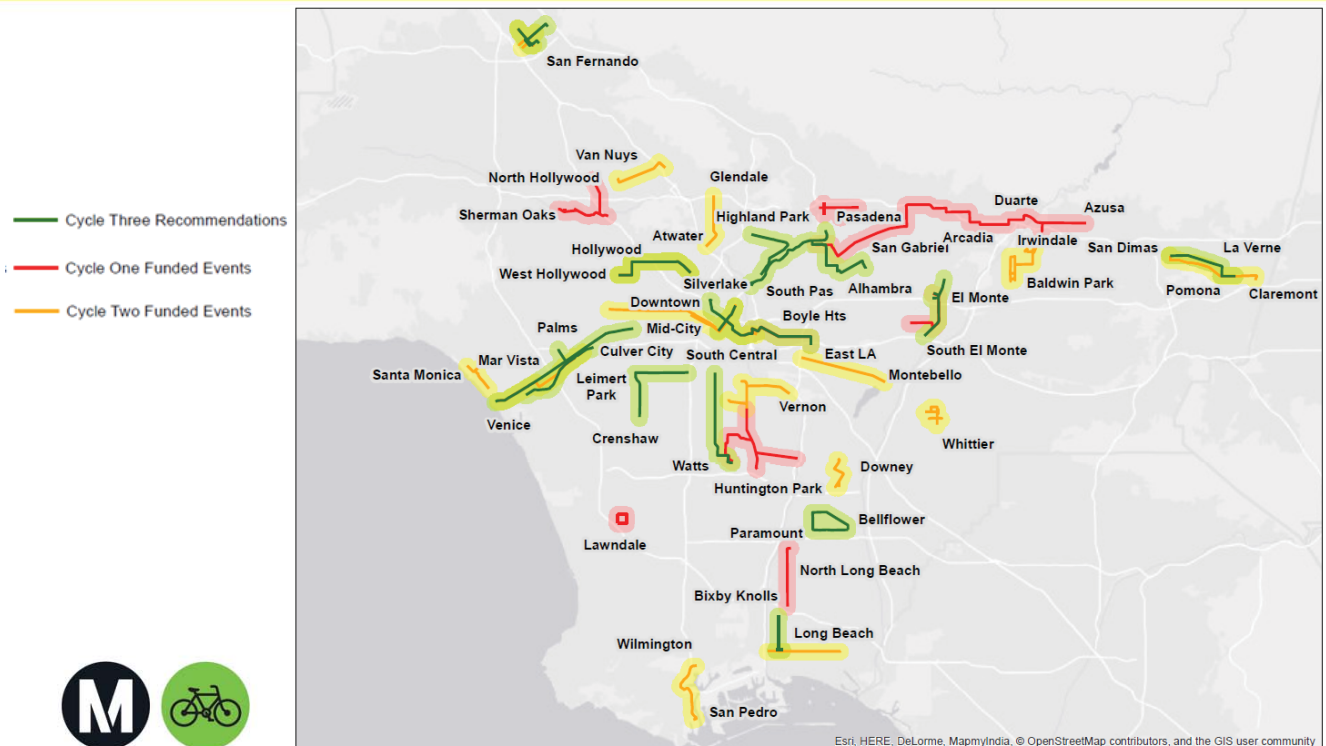 Cycle Three Recommendations
Cycle One Funded Events
Cycle Two Funded Events
M
San Fernando
Van Nuys
North Hollywood
Glendale
Sherman Oaks
Highland Park
Pasadena
Duarte
Azusa
Atwater
Hollywood
San Gabriel
Arcadia
Irwindale
San Dimas
La Verne
West Hollywood
Silverlake
South Pas
Alhambra
Baldwin Park
Pomona
Claremont
Downtown
El Monte
Boyle Hts
Palms
Mid-City
Mar Vista
Culver City
South Central
East LA
South El Monte
Santa Monica
Leimert
Park
Montebello
Vernon
Venice
Crenshaw
Whittier
Watts
Downey
Huntington Park
Bellflower
Paramount
Lawndale
North Long Beach
Bixby Knolls
Long Beach
Wilmington
San Pedro
Esri, HERE, DeLorme, MapmyIndia, © OpenStreetMap contributors, and the GIS user community